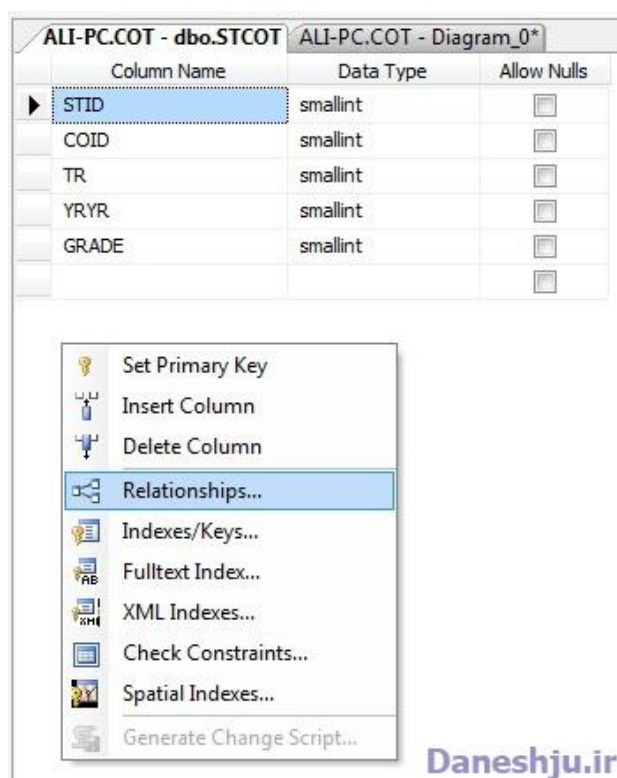 ALI-PC.COT - dbo.STCOT ALI-PC.COT - Diagram_0*
Column Name Data Type Allow Nulls
STID smallint
COID smallint
TR smallint
YRYR smallint
GRADE smallint
Set Primary Key
Insert Column
Delete Column
Relationships...
Indexes/Keys...
Fulltext Index...
XML Indexes...
Check Constraints...
Spatial Indexes...
Generate Change Script...
Daneshju.ir